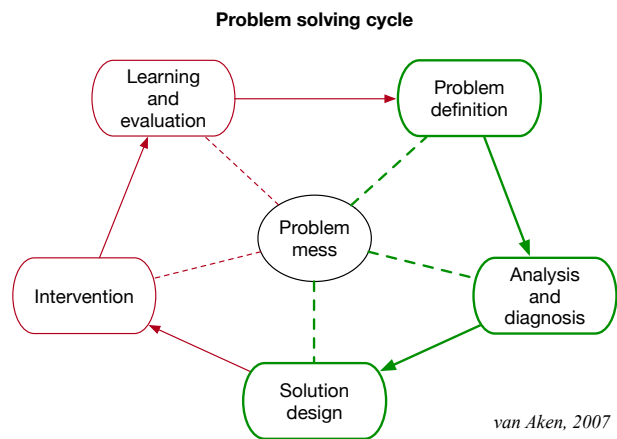 Problem solving cycle
Learning
and
evaluation
Problem
definition
Problem
mess
Intervention
Analysis
and
diagnosis
Solution
design
van Aken, 2007